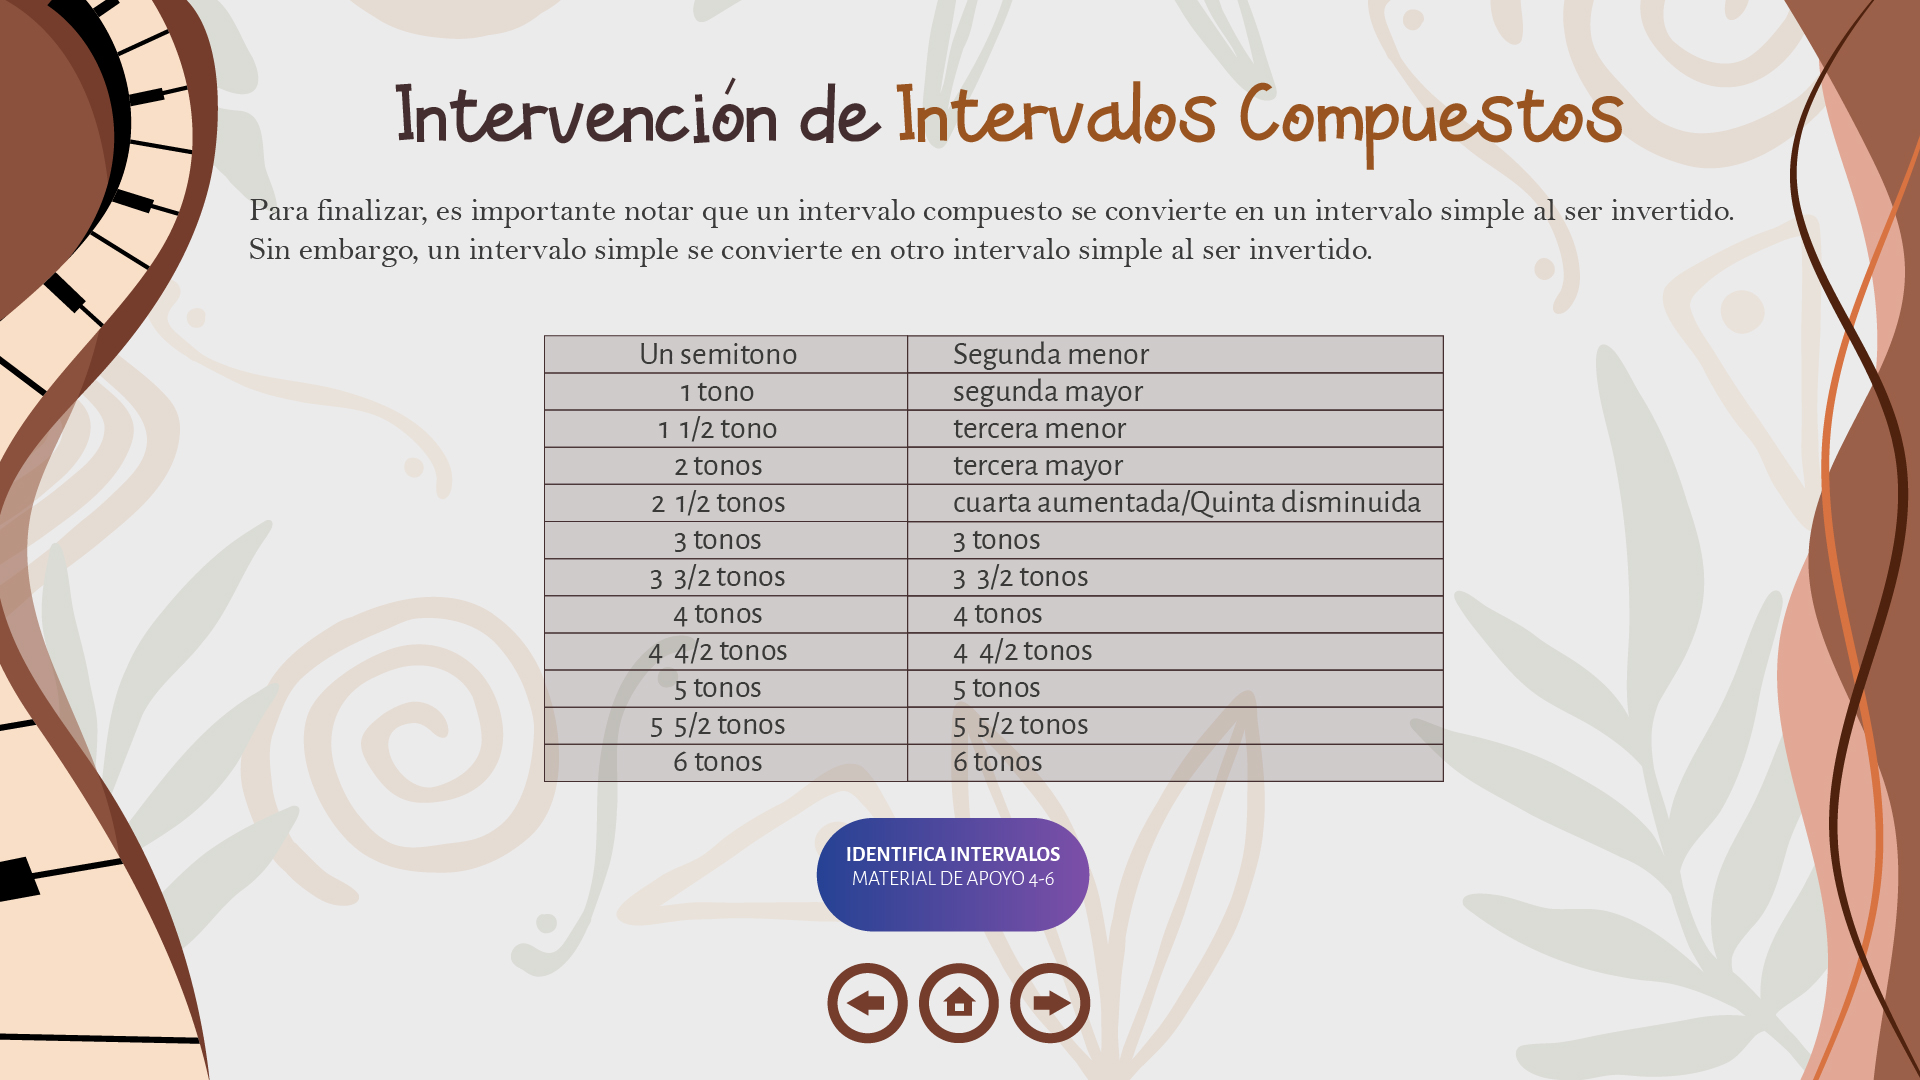 Intervención de Intervalos Compuestos
Para finalizar, es importante notar que un intervalo compuesto se convierte en un intervalo simple al ser invertido.
Sin embargo, un intervalo simple se convierte en otro intervalo simple al ser invertido.
Un semitono Segunda menor
1 tono segunda mayor
1 1/2 tono tercera menor
2 tonos tercera mayor
2 1/2 tonos cuarta aumentada/Quinta disminuida
3 tonos 3 tonos
3 3/2 tonos 3 3/2 tonos
4 tonos 4 tonos
4 4/2 tonos 4 4/2 tonos
5 tonos 5 tonos
5 5/2 tonos 5 5/2 tonos
6 tonos 6 tonos
IDENTIFICA INTERVALOS
MATERIAL DE APOYO 4-6